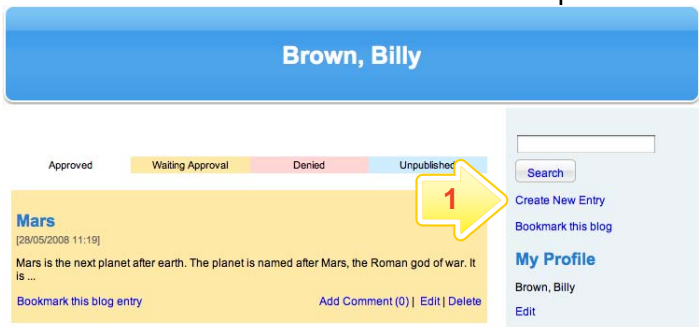 Brown, Billy
Approved Waiting Approval Denied Unpublished
Mars
[28/05/2008 11:19]
Mars is the next planet after earth. The planet is named after Mars, the Roman god of war. It
is ...
Bookmark this blog entry Add Comment (0) | Edit | Delete
1
Search
Create New Entry
Bookmark this blog
My Profile
Brown, Billy
Edit